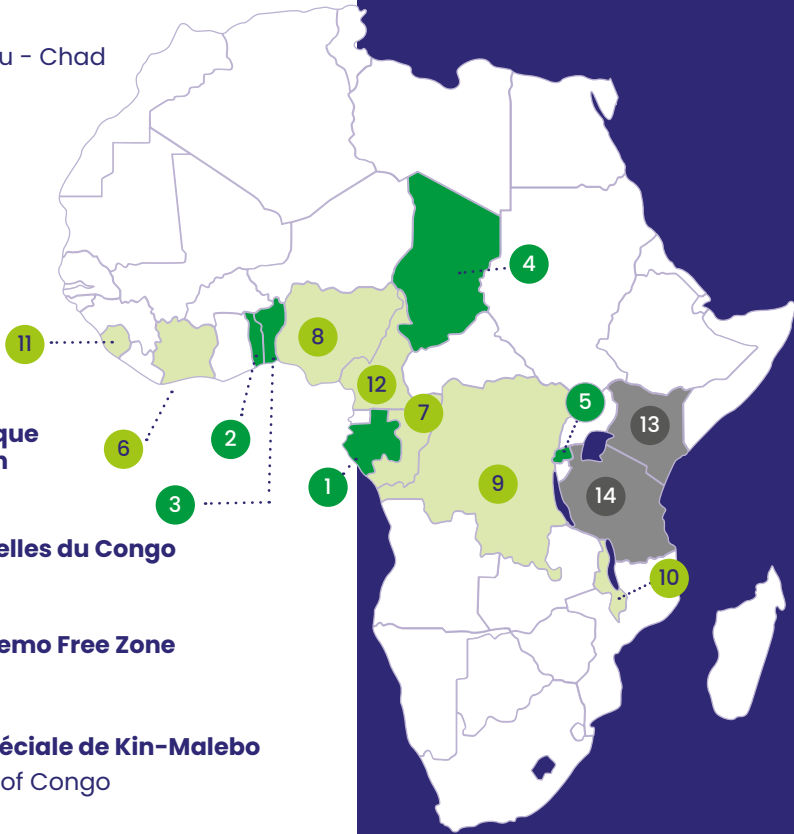 u - Chad
4
11
8
12
5
7
que
n
13
6
2
1
9
3
14
elles du Congo
10
emo Free Zone
éciale de Kin-Malebo
of Congo